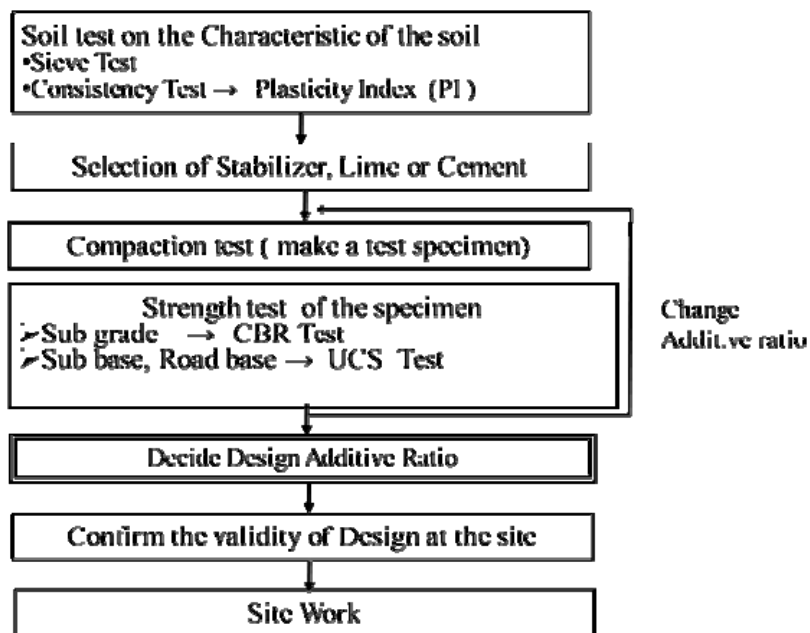 Soil test on the Characteristic of the soil
•Sieve Test
•Consistency Test → Plasticity Index (PI)
Selection of Stabilizer, Lime or Cement
Compaction test ( make a test specimen)
Strength test of the specimen
➢Sub grade → CBR Test
➢Sub base, Road base → UCS Test
Change
Additive ratio
Decide Design Additive Ratio
Confirm the validity of Design at the site
Site Work